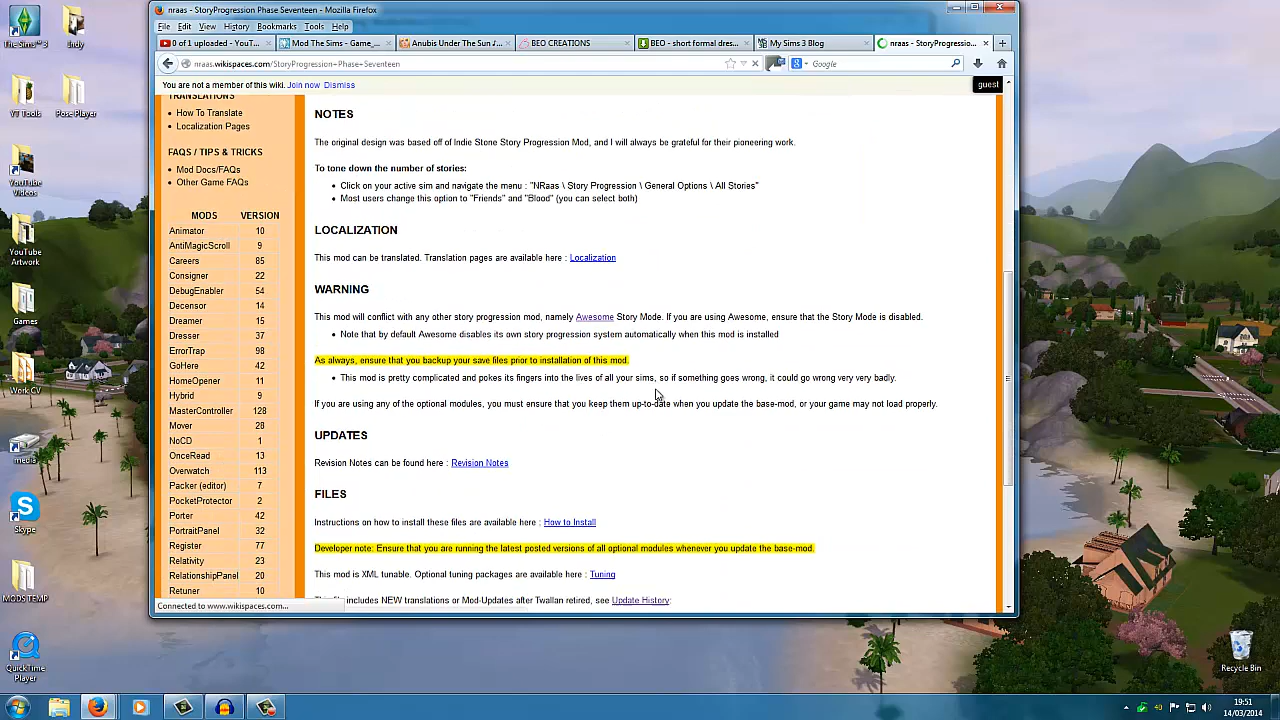 nraas - StoryProgression Phase Seventeen - Mozilla Firefox
File Edit View History Bookmarks Tools Help
0 of 1 uploaded - YouT...
Mod The Sims - Game_...
Anubis Under The Sun ♪...
BEO CREATIONS
BEO - short formal dres...
My Sims 3 Blog
nraas - StoryProgressio...
nraas.wikispaces.com/StoryProgression+Phase+Seventeen
Google
You are not a member of this wiki. Join now Dismiss
guest
TRANSLATIONS
How To Translate
Localization Pages
FAQS / TIPS & TRICKS
Mod Docs/FAQs
Other Game FAQs
MODS VERSION
Animator 10
AntiMagicScroll 9
Careers 85
Consigner 22
DebugEnabler 54
Decensor 14
Dreamer 15
Dresser 37
ErrorTrap 98
GoHere 42
HomeOpener 11
Hybrid 9
MasterController 128
Mover 28
NoCD 1
OnceRead 13
Overwatch 113
Packer (editor) 7
PocketProtector 2
Porter 42
PortraitPanel 32
Register 77
Relativity 23
RelationshipPanel 20
Retuner 10
NOTES
The original design was based off of Indie Stone Story Progression Mod, and I will always be grateful for their pioneering work.
To tone down the number of stories:
Click on your active sim and navigate the menu : "NRaas \ Story Progression \ General Options \ All Stories"
Most users change this option to "Friends" and "Blood" (you can select both)
LOCALIZATION
This mod can be translated. Translation pages are available here : Localization
WARNING
This mod will conflict with any other story progression mod, namely Awesome Story Mode. If you are using Awesome, ensure that the Story Mode is disabled.
Note that by default Awesome disables its own story progression system automatically when this mod is installed
As always, ensure that you backup your save files prior to installation of this mod.
This mod is pretty complicated and pokes its fingers into the lives of all your sims, so if something goes wrong, it could go wrong very very badly.
If you are using any of the optional modules, you must ensure that you keep them up-to-date when you update the base-mod, or your game may not load properly.
UPDATES
Revision Notes can be found here : Revision Notes
FILES
Instructions on how to install these files are available here : How to Install
Developer note: Ensure that you are running the latest posted versions of all optional modules whenever you update the base-mod.
This mod is XML tunable. Optional tuning packages are available here : Tuning
includes NEW translations or Mod-Updates after Twallan retired, see Update History:
Connected to www.wikispaces.com...
The Sims™ 3
Indy
YT Tools
Pose Player
YouTube Videos
YouTube Artwork
Games
Work CV
media
Skype
MODS TEMP
QuickTime Player
Recycle Bin
40
19:51
14/03/2014